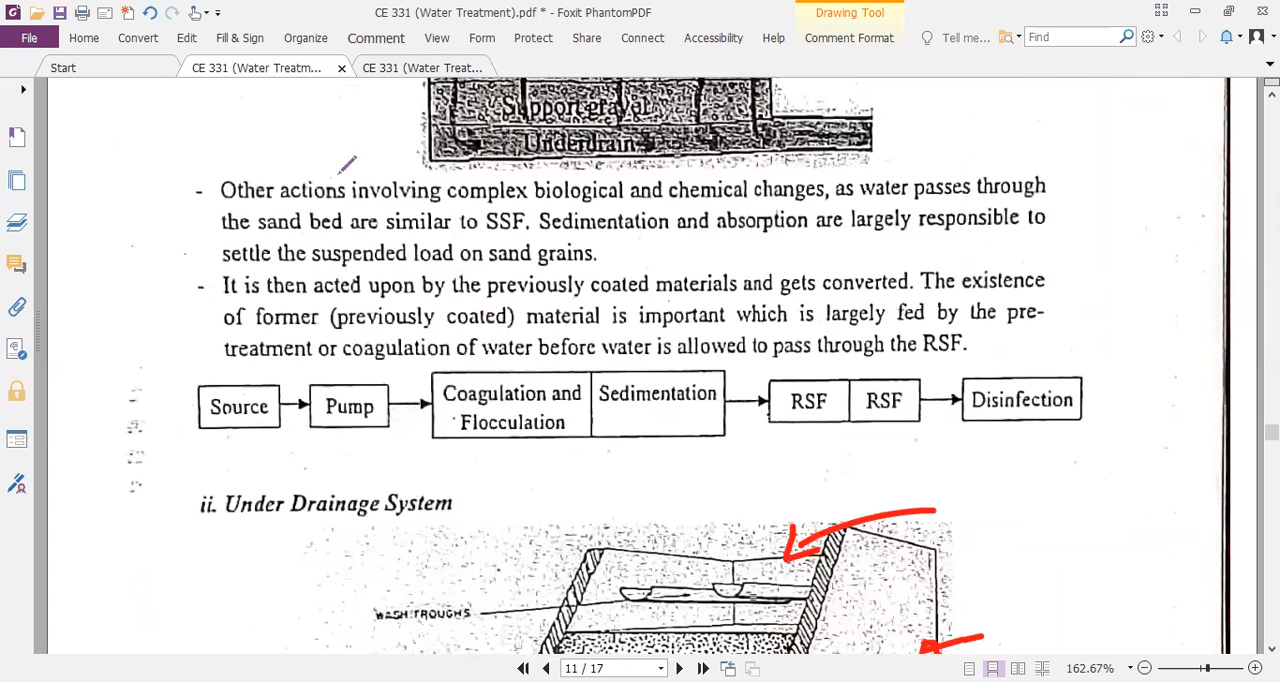 CE 331 (Water Treatment).pdf * - Foxit PhantomPDF
Drawing Tool
File Home Convert Edit Fill & Sign Organize Comment View Form Protect Share Connect Accessibility Help Comment Format Tell me... Find
Start CE 331 (Water Treatm... CE 331 (Water Treat...
Support gravel
Underdrain
- Other actions involving complex biological and chemical changes, as water passes through
the sand bed are similar to SSF. Sedimentation and absorption are largely responsible to
settle the suspended load on sand grains.
- It is then acted upon by the previously coated materials and gets converted. The existence
of former (previously coated) material is important which is largely fed by the pre-
treatment or coagulation of water before water is allowed to pass through the RSF.
Source Pump Coagulation and Sedimentation RSF RSF Disinfection
Flocculation
ii. Under Drainage System
WASH TROUGHS
11 / 17 162.67%